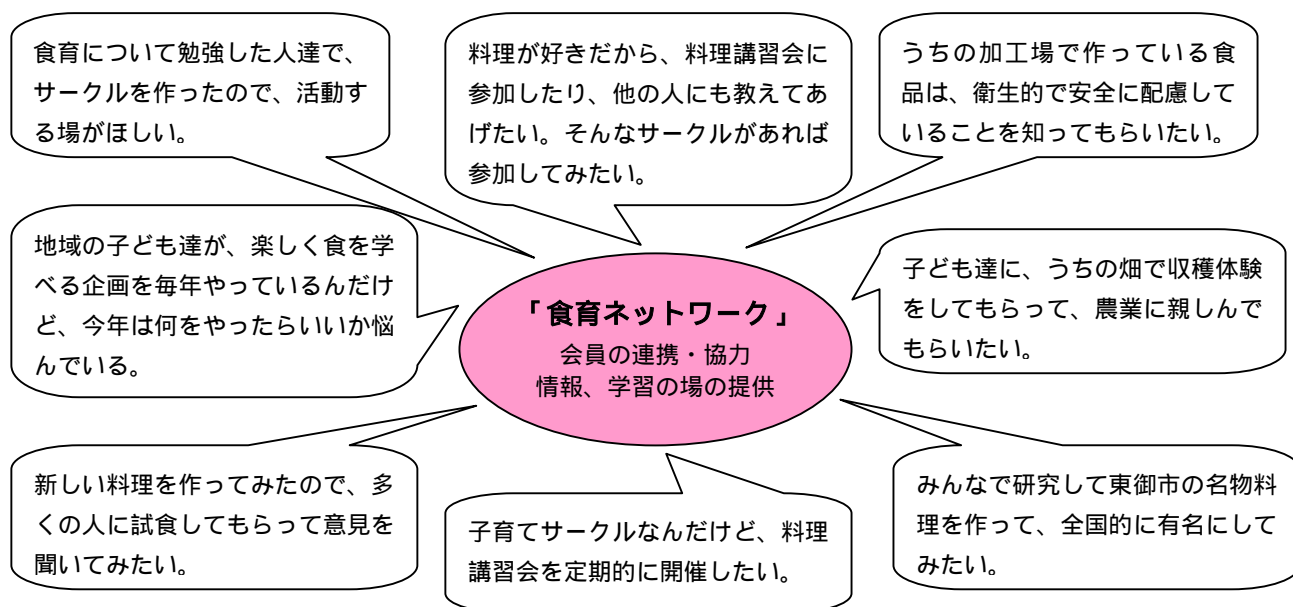 食育について勉強した人達で、
サークルを作ったので、活動す
る場がほしい。
料理が好きだから、料理講習会に
参加したり、他の人にも教えてあ
げたい。そんなサークルがあれば
参加してみたい。
うちの加工場で作っている食
品は、衛生的で安全に配慮して
いることを知ってもらいたい。
地域の子ども達が、楽しく食を学
べる企画を毎年やっているんだけ
ど、今年は何をやったらいいか悩
んでいる。
「食育ネットワーク」
会員の連携・協力
情報、学習の場の提供
子ども達に、うちの畑で収穫体験
をしてもらって、農業に親しんで
もらいたい。
新しい料理を作ってみたので、多
くの人に試食してもらって意見を
聞いてみたい。
子育てサークルなんだけど、料理
講習会を定期的に開催したい。
みんなで研究して東御市の名物料
理を作って、全国的に有名にして
みたい。